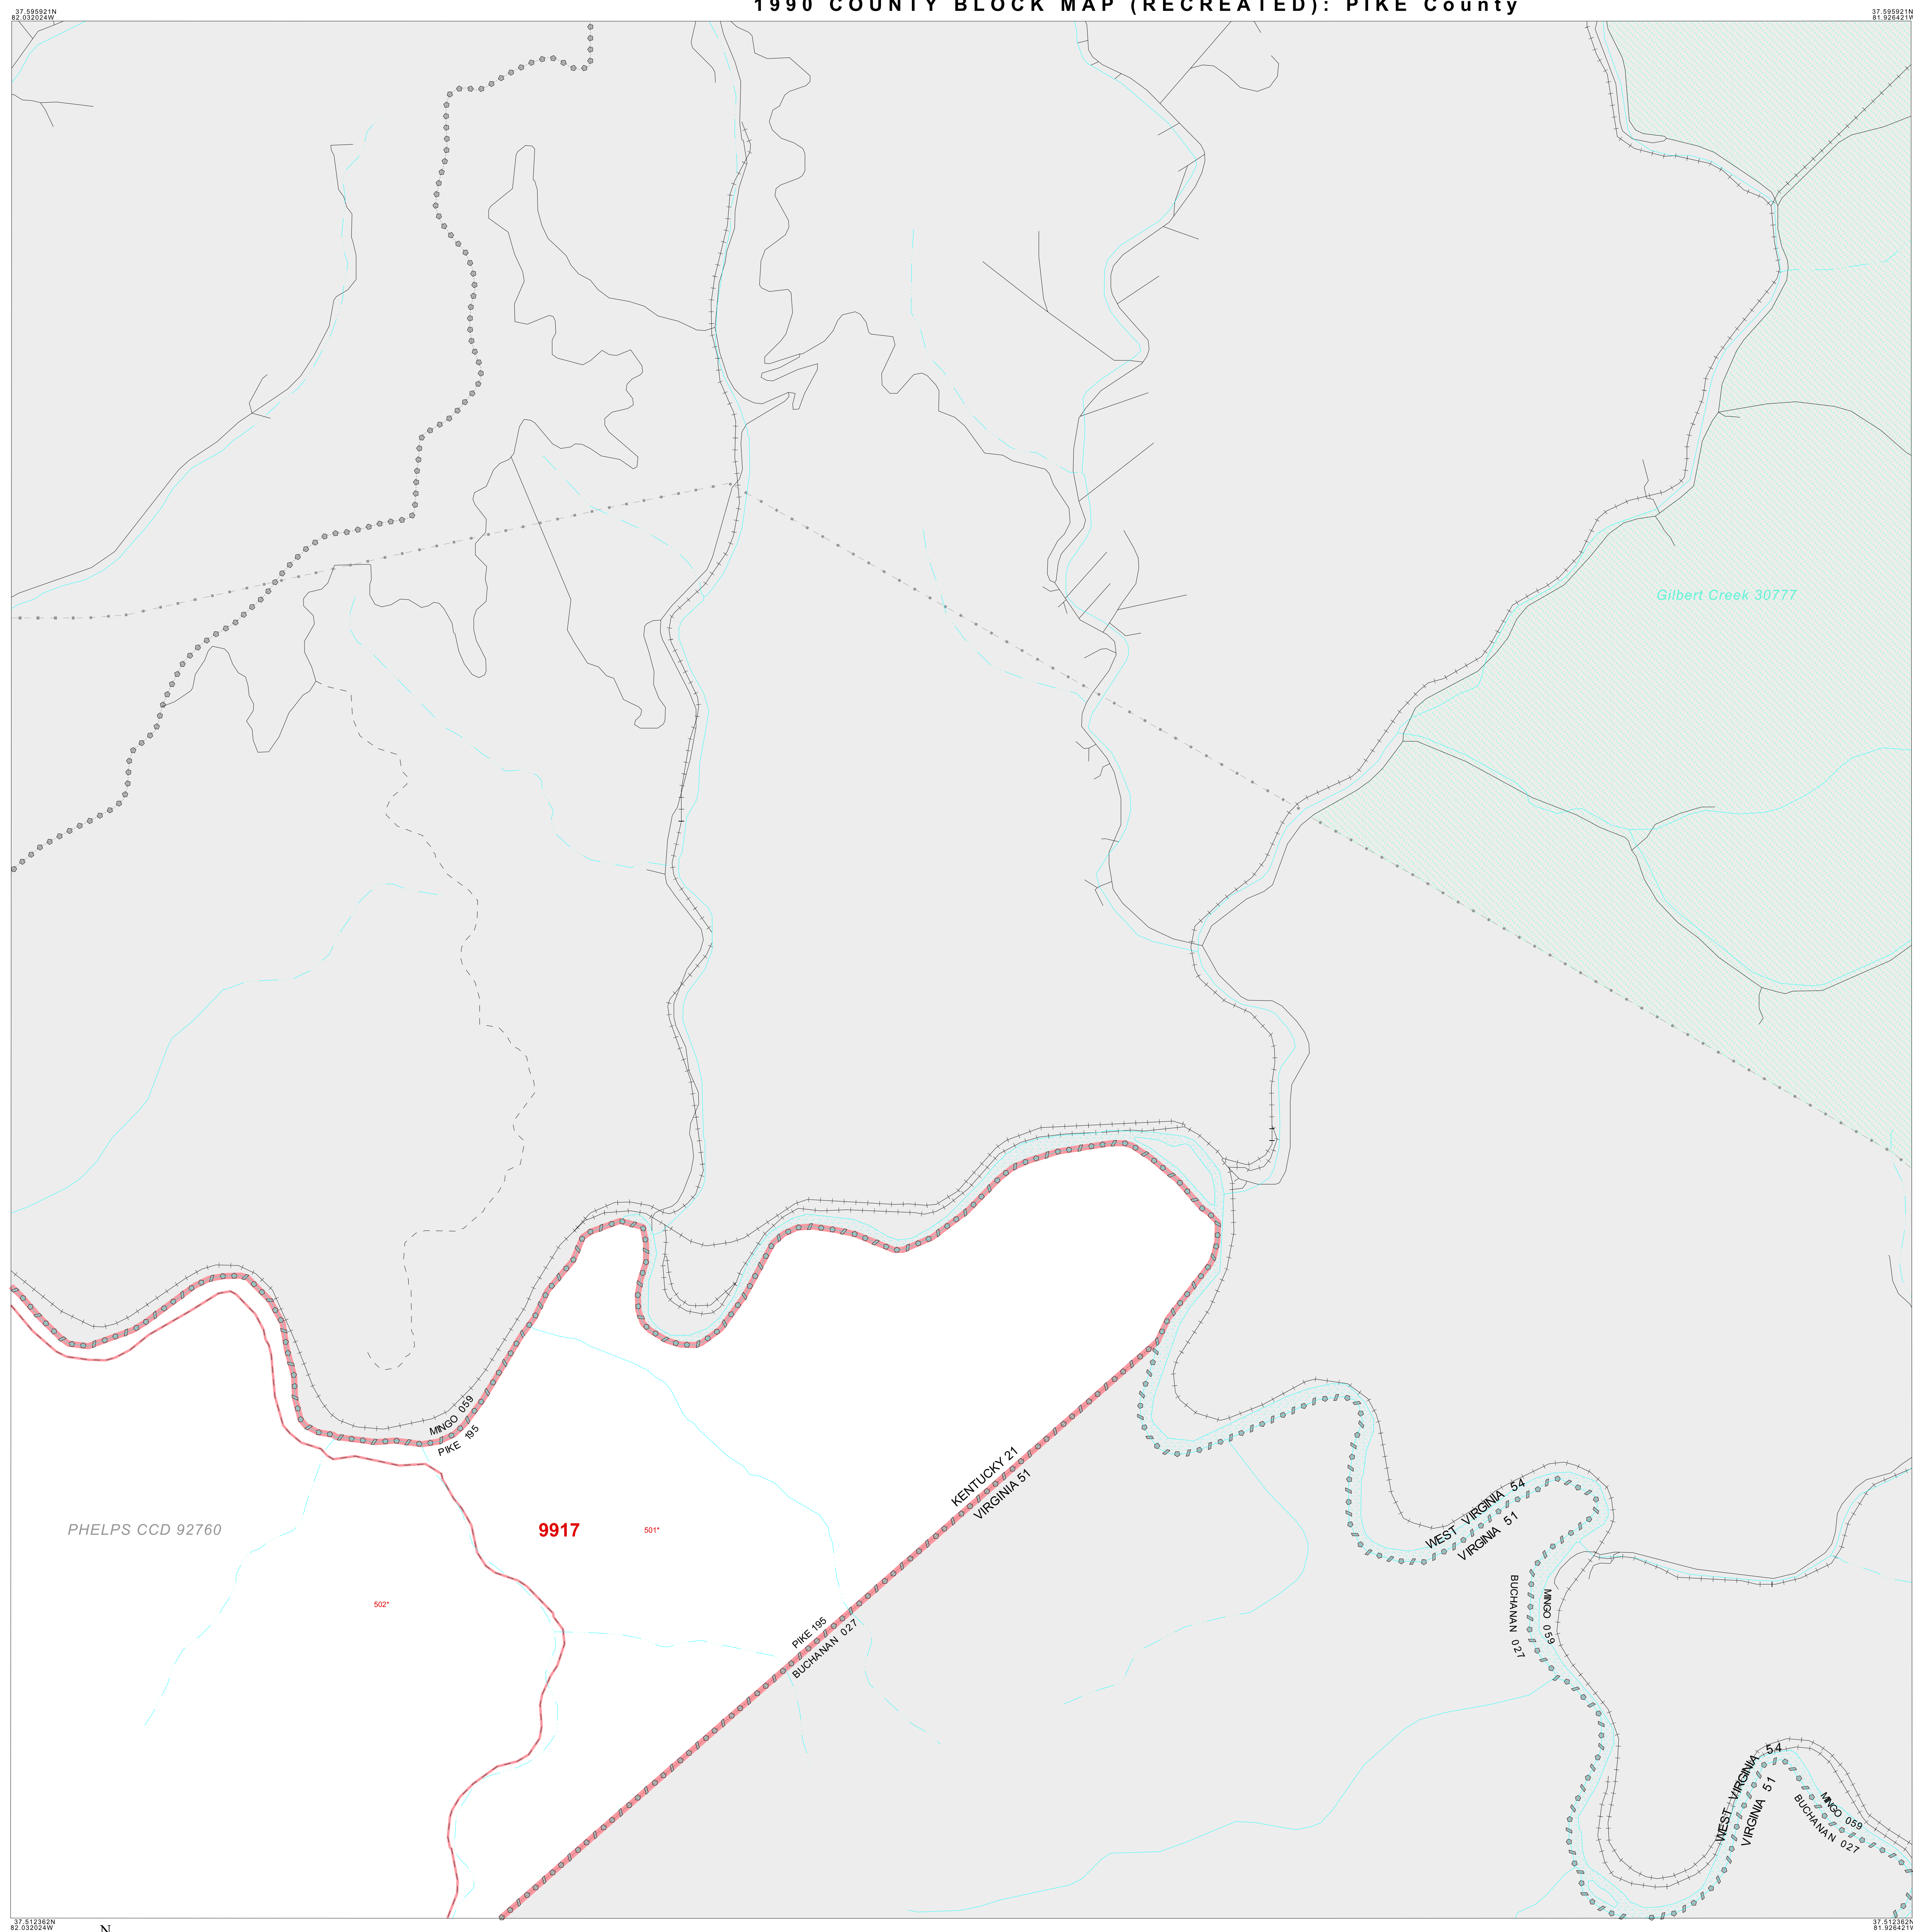 1990 COUNTY BLOCK MAP (RECREATED): PIKE County
37.595921N
82.032024W
37.595921N
81.926421W
Gilbert Creek 30777
MINGO 059
PIKE 195
KENTUCKY 21
VIRGINIA 51
WEST VIRGINIA 54
VIRGINIA 51
PHELPS CCD 92760
9917
501*
502*
BUCHANAN 027
MINGO 059
PIKE 195
BUCHANAN 027
WEST VIRGINIA 54
VIRGINIA 51
MINGO 059
BUCHANAN 027
37.512362N
82.032024W
N
37.512362N
81.926421W